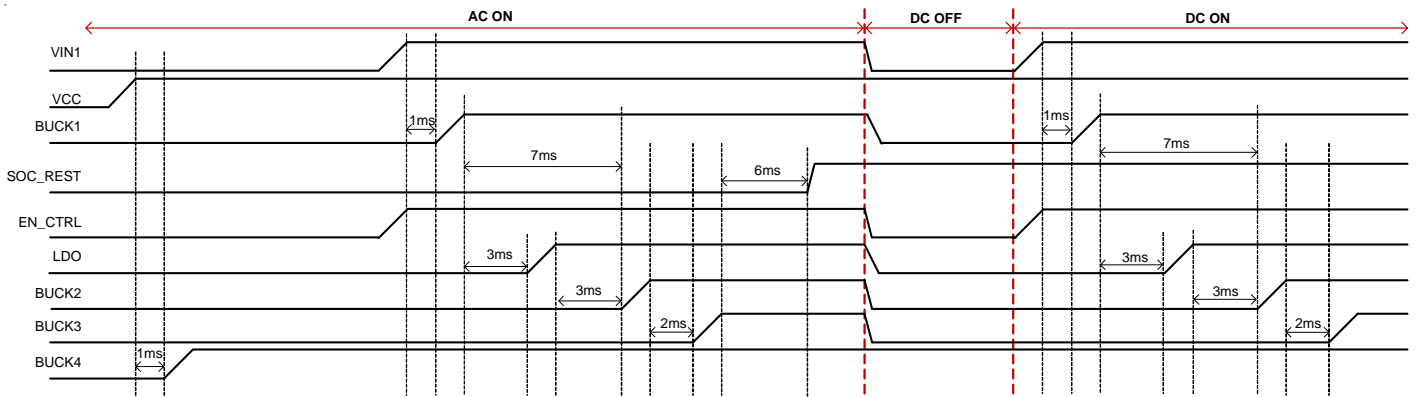 AC ON
DC OFF
DC ON
VIN1
VCC
BUCK1
1ms
1ms
7ms
7ms
SOC_REST
6ms
EN_CTRL
LDO
3ms
3ms
BUCK2
3ms
3ms
BUCK3
2ms
2ms
BUCK4
1ms